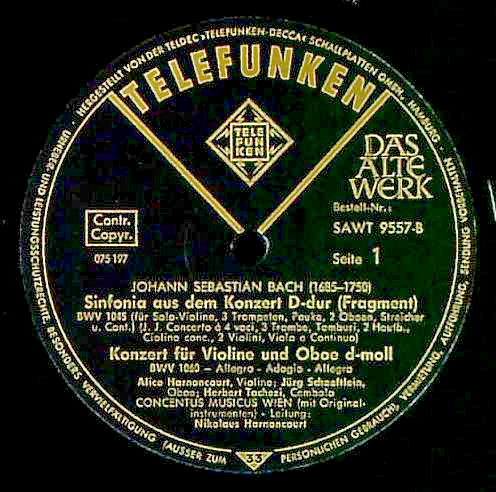 HERGESTELLT VON DER TELDEC »TELEFUNKEN-DECCA« SCHALLPLATTEN GMBH, HAMBURG -
URHEBER- UND LEISTUNGSSCHUTZRECHTE, BESONDERS VERVIELFÄLTIGUNG (AUSSER ZUM PERSÖNLICHEN GEBRAUCH), VERMIETUNG, AUFFÜHRUNG, SENDUNG VORBEHALTEN
TELEFUNKEN
TELE
FUN
KEN
DAS
ALTE
WERK
Bestell-Nr.:
SAWT 9557-B
Contr.
Copyr.
075 197
Seite 1
JOHANN SEBASTIAN BACH (1685-1750)
Sinfonia aus dem Konzert D-dur (Fragment)
BWV 1045 (für Solo-Violine, 3 Trompeten, Pauke, 2 Oboen, Streicher
u. Cont.) (J. J. Concerto à 4 voci, 3 Trombe, Tamburi, 2 Hautb.,
Violino conc., 2 Violini, Viola e Continuo)
Konzert für Violine und Oboe d-moll
BWV 1060 - Allegro - Adagio - Allegro
Alice Harnoncourt, Violine; Jürg Schaeftlein,
Oboe; Herbert Tachezi, Cembalo
CONCENTUS MUSICUS WIEN (mit Original-
instrumenten) - Leitung:
Nikolaus Harnoncourt
33